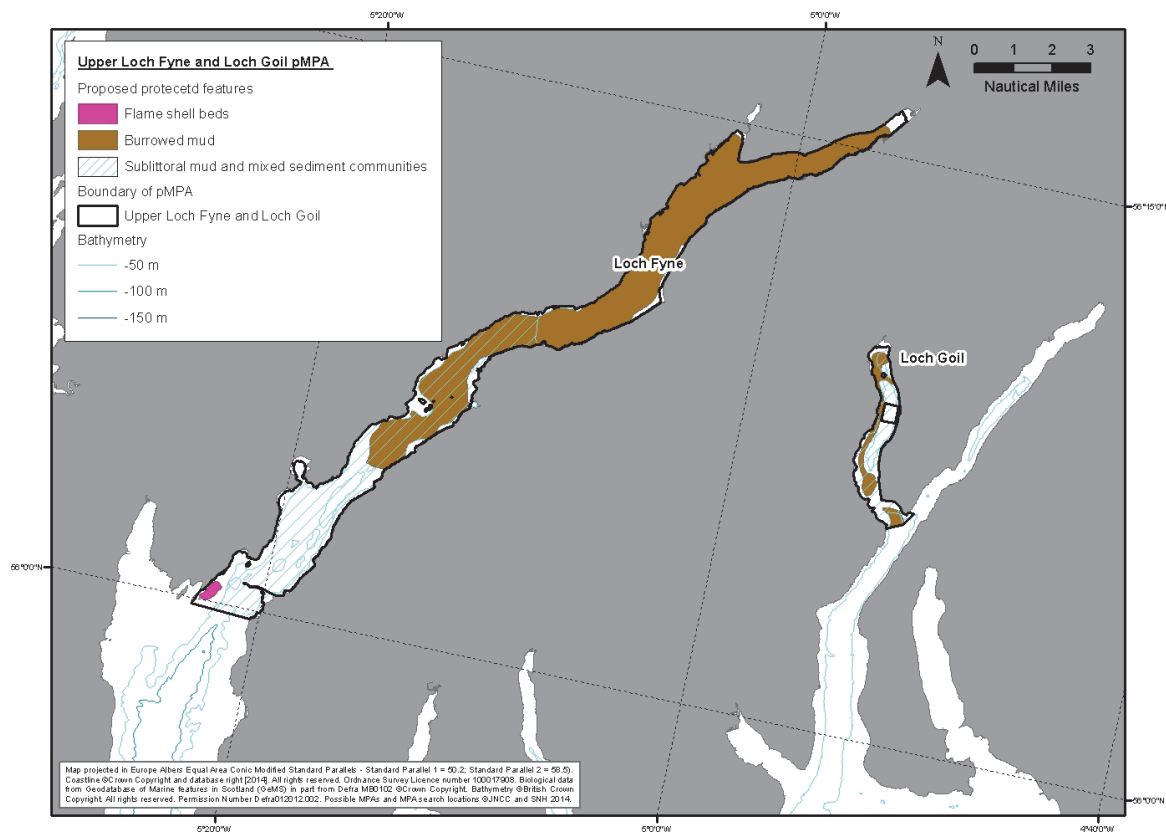 5°20'0"W
5°0'0"W
Upper Loch Fyne and Loch Goil pMPA
Proposed protecetd features
Flame shell beds
Burrowed mud
Sublittoral mud and mixed sediment communities
Boundary of pMPA
Upper Loch Fyne and Loch Goil
Bathymetry
-50 m
-100 m
-150 m
N
0 1 2 3
Nautical Miles
56°15'0"N
Loch Fyne
Loch Goil
56°0'0"N
Map projected in Europe Albers Equal Area Conic Modified Standard Parallels - Standard Parallel 1 = 50.2; Standard Parallel 2 = 58.5).
Coastline ©Crown Copyright and database right [2014]. All rights reserved. Ordnance Survey Licence number 100017908. Biological data
from Geodatabase of Marine features in Scotland (GeMS) in part from Defra MB0102 ©Crown Copyright. Bathymetry ©British Crown
Copyright. All rights reserved. Permission Number Defra012012.002. Possible MPAs and MPA search locations ©JNCC and SNH 2014.
56°0'0"N
5°20'0"W
5°0'0"W
4°40'0"W